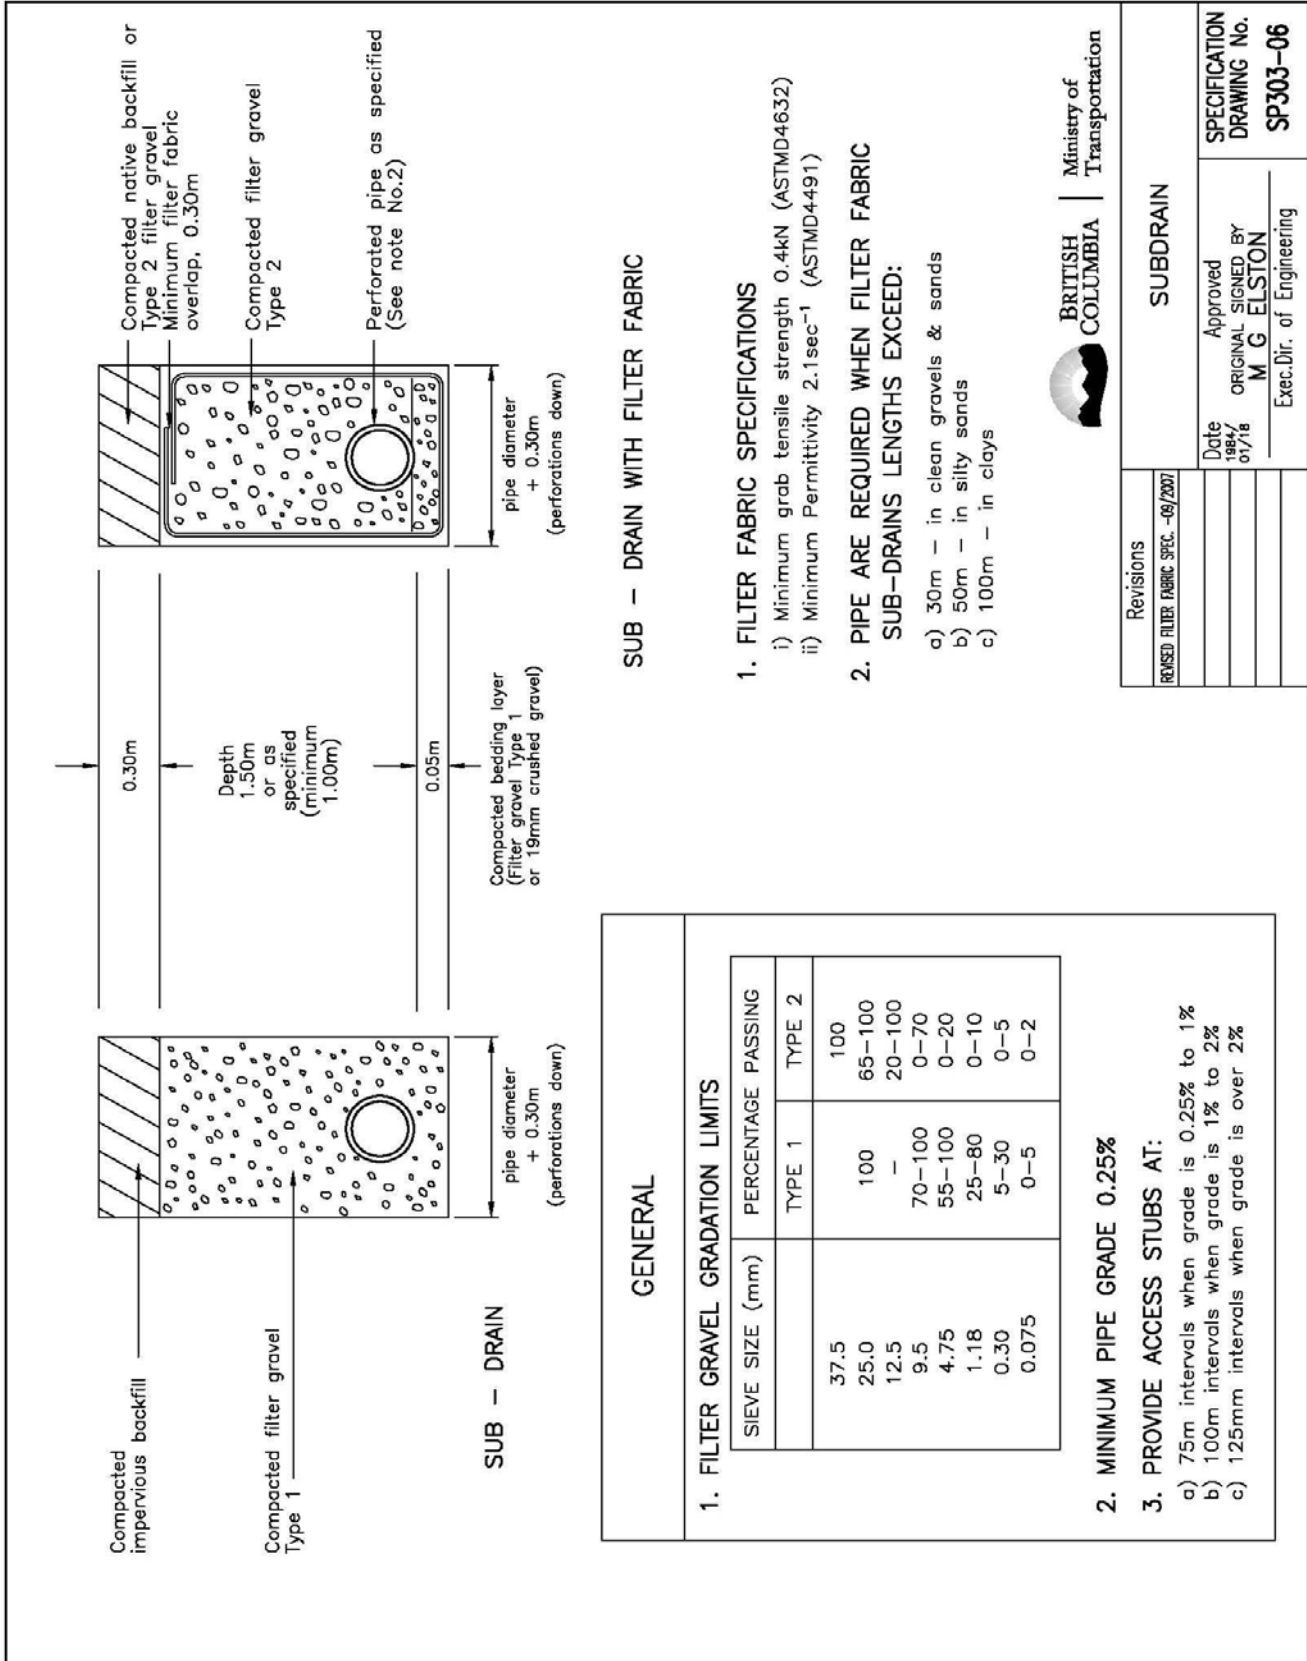 Compacted
impervious backfill
Compacted filter gravel
Type 1
SUB – DRAIN
pipe diameter
+ 0.30m
(perforations down)
0.30m
Depth
1.50m
or as
specified
(minimum
1.00m)
0.05m
Compacted bedding layer
(Filter gravel Type 1
or 19mm crushed gravel)
Compacted native backfill or
Type 2 filter gravel
Minimum filter fabric
overlap, 0.30m
Compacted filter gravel
Type 2
Perforated pipe as specified
(See note No.2)
pipe diameter
+ 0.30m
(perforations down)
SUB – DRAIN WITH FILTER FABRIC
GENERAL
1. FILTER GRAVEL GRADATION LIMITS
SIEVE SIZE (mm) PERCENTAGE PASSING
TYPE 1 TYPE 2
37.5 100
25.0 100 65–100
12.5 – 20–100
9.5 70–100 0–70
4.75 55–100 0–20
1.18 25–80 0–10
0.30 5–30 0–5
0.075 0–5 0–2
2. MINIMUM PIPE GRADE 0.25%
3. PROVIDE ACCESS STUBS AT:
a) 75m intervals when grade is 0.25% to 1%
b) 100m intervals when grade is 1% to 2%
c) 125mm intervals when grade is over 2%
1. FILTER FABRIC SPECIFICATIONS
i) Minimum grab tensile strength 0.4kN (ASTMD4632)
ii) Minimum Permittivity 2.1sec⁻¹ (ASTMD4491)
2. PIPE ARE REQUIRED WHEN FILTER FABRIC
SUB–DRAINS LENGTHS EXCEED:
a) 30m – in clean gravels & sands
b) 50m – in silty sands
c) 100m – in clays
BRITISH
COLUMBIA
Ministry of
Transportation
Revisions
REVISED FILTER FABRIC SPEC. -09/2007
SUBDRAIN
Date
1984/
01/18
Approved
ORIGINAL SIGNED BY
M G ELSTON
Exec.Dir. of Engineering
SPECIFICATION
DRAWING No.
SP303–06